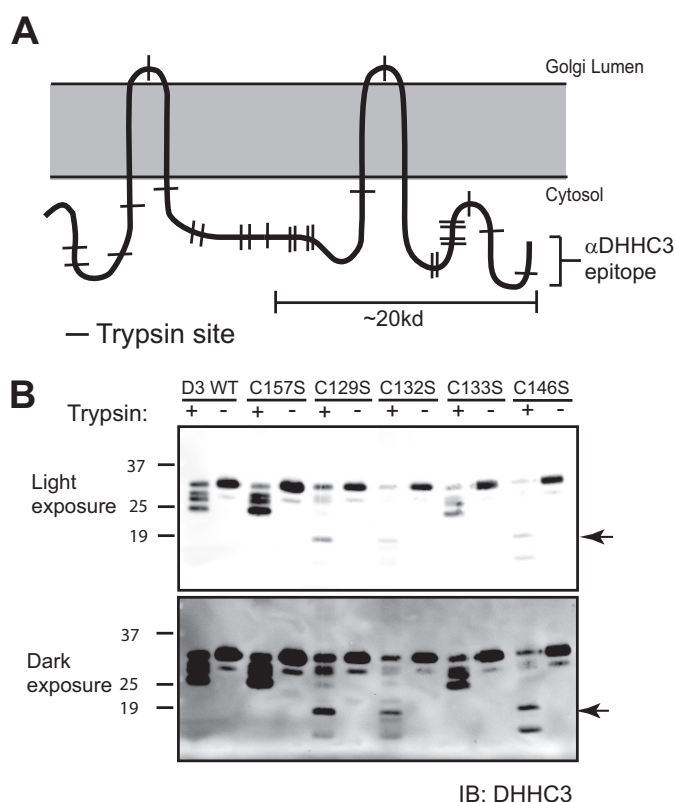 A
Golgi Lumen
Cytosol
αDHHC3
epitope
~20kd
— Trypsin site
B
D3 WT C157S C129S C132S C133S C146S
Trypsin: + - + - + - + - + - + -
Light
exposure
37
25
19
Dark
exposure
37
25
19
IB: DHHC3